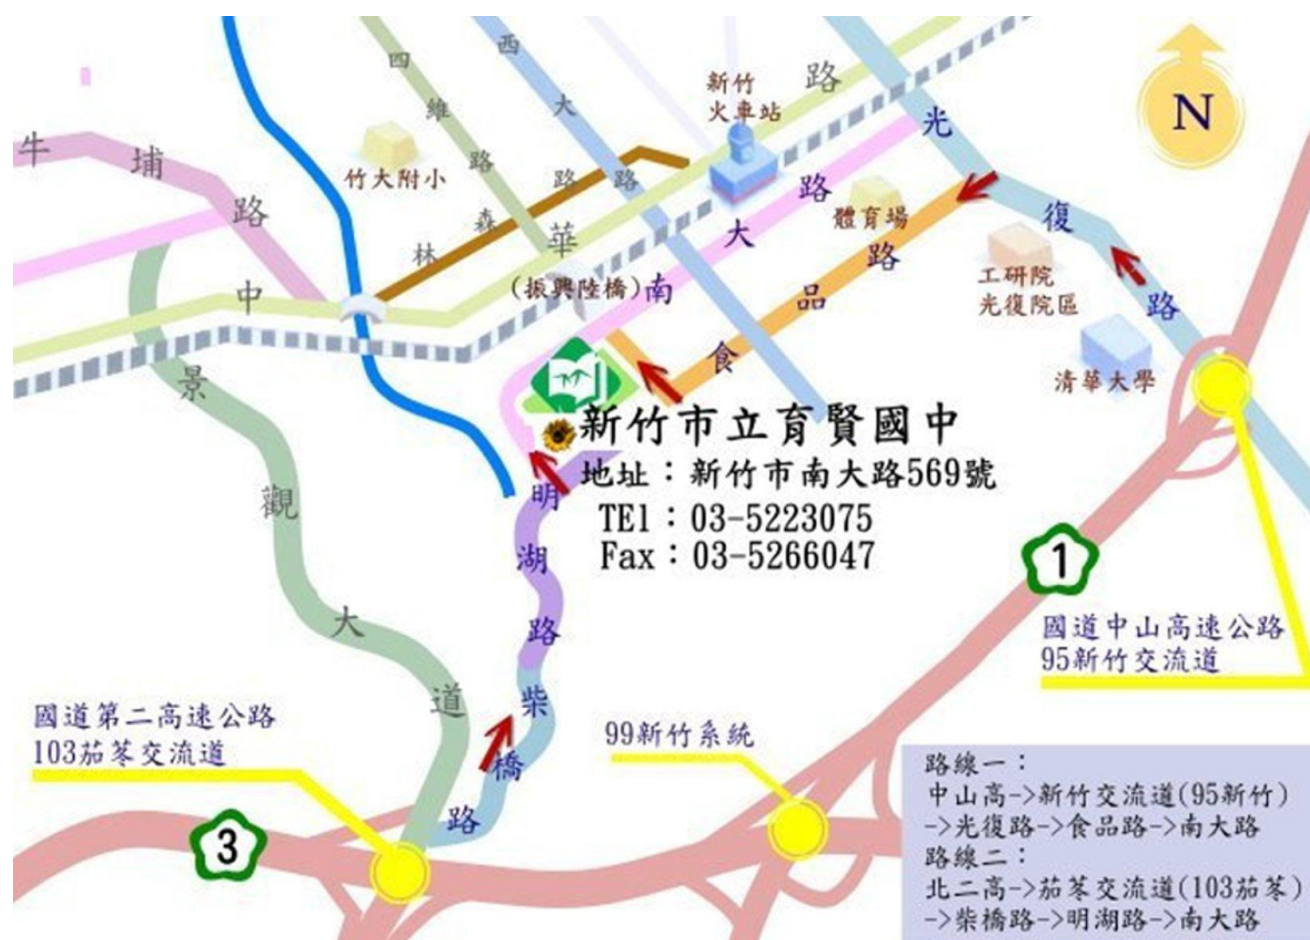 四維路
西大路
新竹
火車站
路
光
N
牛埔路
竹大附小
林森路
路
大
體育場
復
中
華
(振興陸橋)
南
路
品
工研院
光復院區
路
食
清華大學
景
新竹市立育賢國中
觀
地址：新竹市南大路569號
明
TEl：03-5223075
Fax：03-5266047
湖
1
大
路
國道中山高速公路
95新竹交流道
道
柴
國道第二高速公路
103茄苳交流道
99新竹系統
橋
路
3
路線一：
中山高->新竹交流道(95新竹)
->光復路->食品路->南大路
路線二：
北二高->茄苳交流道(103茄苳)
->柴橋路->明湖路->南大路